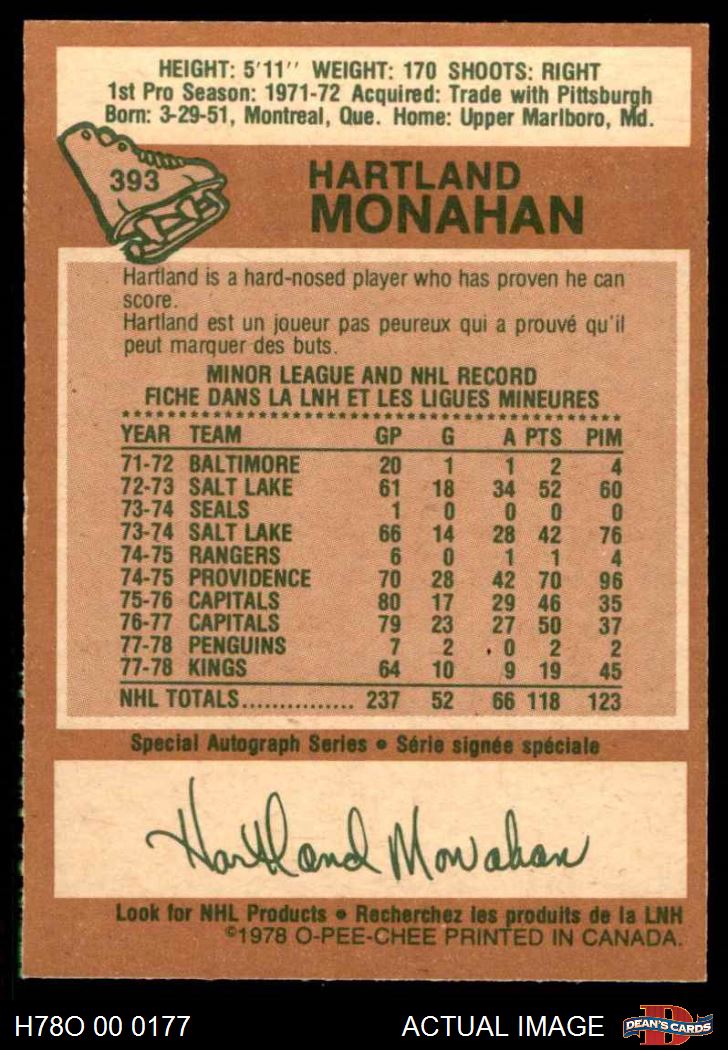 HEIGHT: 5'11'' WEIGHT: 170 SHOOTS: RIGHT
1st Pro Season: 1971-72 Acquired: Trade with Pittsburgh
Born: 3-29-51, Montreal, Que. Home: Upper Marlboro, Md.
393
HARTLAND
MONAHAN
Hartland is a hard-nosed player who has proven he can
score.
Hartland est un joueur pas peureux qui a prouvé qu'il
peut marquer des buts.
MINOR LEAGUE AND NHL RECORD
FICHE DANS LA LNH ET LES LIGUES MINEURES
YEAR TEAM GP G A PTS PIM
71-72 BALTIMORE 20 1 1 2 4
72-73 SALT LAKE 61 18 34 52 60
73-74 SEALS 1 0 0 0 0
73-74 SALT LAKE 66 14 28 42 76
74-75 RANGERS 6 0 1 1 4
74-75 PROVIDENCE 70 28 42 70 96
75-76 CAPITALS 80 17 29 46 35
76-77 CAPITALS 79 23 27 50 37
77-78 PENGUINS 7 2 0 2 2
77-78 KINGS 64 10 9 19 45
NHL TOTALS............... 237 52 66 118 123
Special Autograph Series • Série signée spéciale
Hartland Monahan
Look for NHL Products • Recherchez les produits de la LNH
©1978 O-PEE-CHEE PRINTED IN CANADA.
H78O 00 0177 ACTUAL IMAGE D DEAN'S CARDS